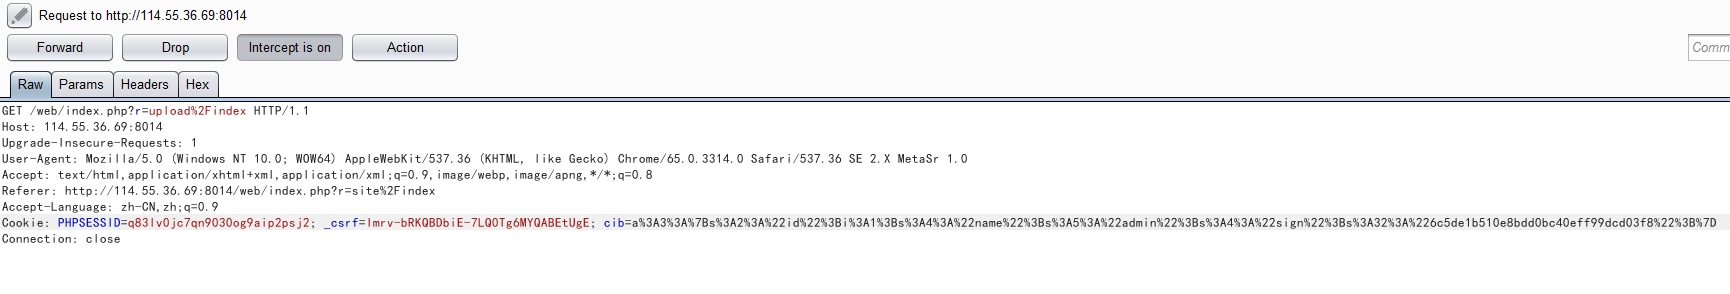 Request to http://114.55.36.69:8014
Forward Drop Intercept is on Action
Comm
Raw Params Headers Hex
GET /web/index.php?r=upload%2Findex HTTP/1.1
Host: 114.55.36.69:8014
Upgrade-Insecure-Requests: 1
User-Agent: Mozilla/5.0 (Windows NT 10.0; WOW64) AppleWebKit/537.36 (KHTML, like Gecko) Chrome/65.0.3314.0 Safari/537.36 SE 2.X MetaSr 1.0
Accept: text/html,application/xhtml+xml,application/xml;q=0.9,image/webp,image/apng,*/*;q=0.8
Referer: http://114.55.36.69:8014/web/index.php?r=site%2Findex
Accept-Language: zh-CN,zh;q=0.9
Cookie: PHPSESSID=q83lv0jc7qn9030og9aip2psj2; _csrf=lmrv-bRKQBDbiE-7LQOTg6MYQABEtUgE; cib=a%3A3%3A%7Bs%3A2%3A%22id%22%3Bi%3A1%3Bs%3A4%3A%22name%22%3Bs%3A5%3A%22admin%22%3Bs%3A4%3A%22sign%22%3Bs%3A32%3A%226c5de1b510e8bdd0bc40eff99dcd03f8%22%3B%7D
Connection: close